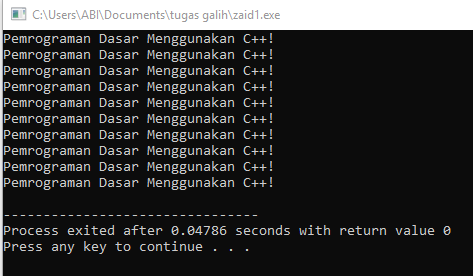 C:\Users\ABI\Documents\tugas galih\zaid1.exe
Pemrograman Dasar Menggunakan C++!
Pemrograman Dasar Menggunakan C++!
Pemrograman Dasar Menggunakan C++!
Pemrograman Dasar Menggunakan C++!
Pemrograman Dasar Menggunakan C++!
Pemrograman Dasar Menggunakan C++!
Pemrograman Dasar Menggunakan C++!
Pemrograman Dasar Menggunakan C++!
Pemrograman Dasar Menggunakan C++!
Pemrograman Dasar Menggunakan C++!
--------------------------------
Process exited after 0.04786 seconds with return value 0
Press any key to continue . . .